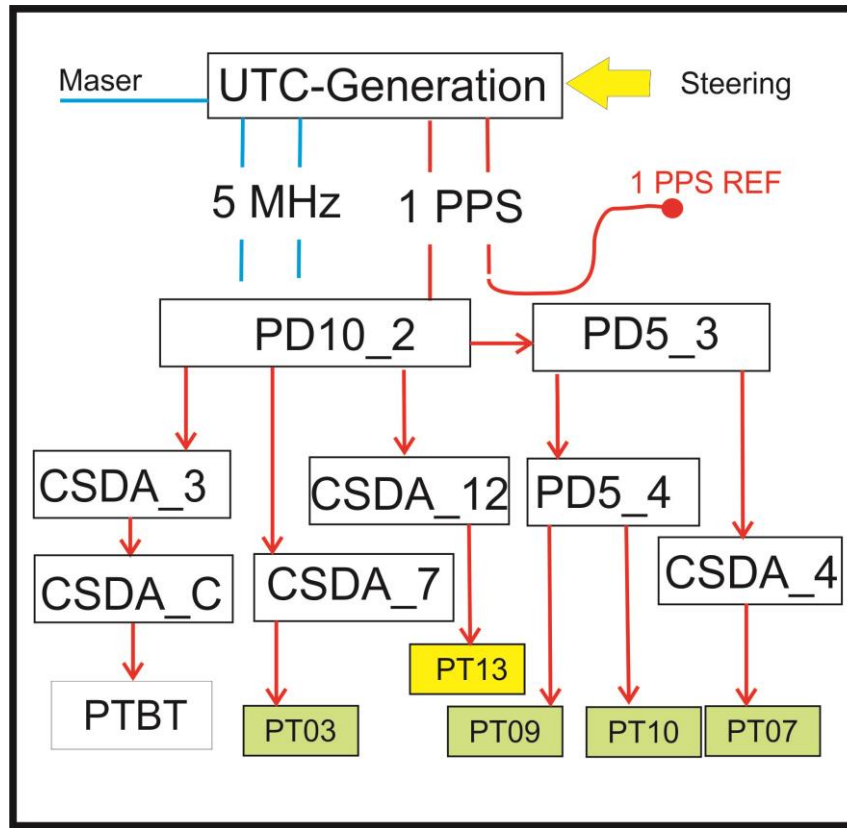 Maser
UTC-Generation
Steering
5 MHz
1 PPS
1 PPS REF
PD10_2
PD5_3
CSDA_3
CSDA_12
PD5_4
CSDA_C
CSDA_7
CSDA_4
PT13
PTBT
PT03
PT09
PT10
PT07